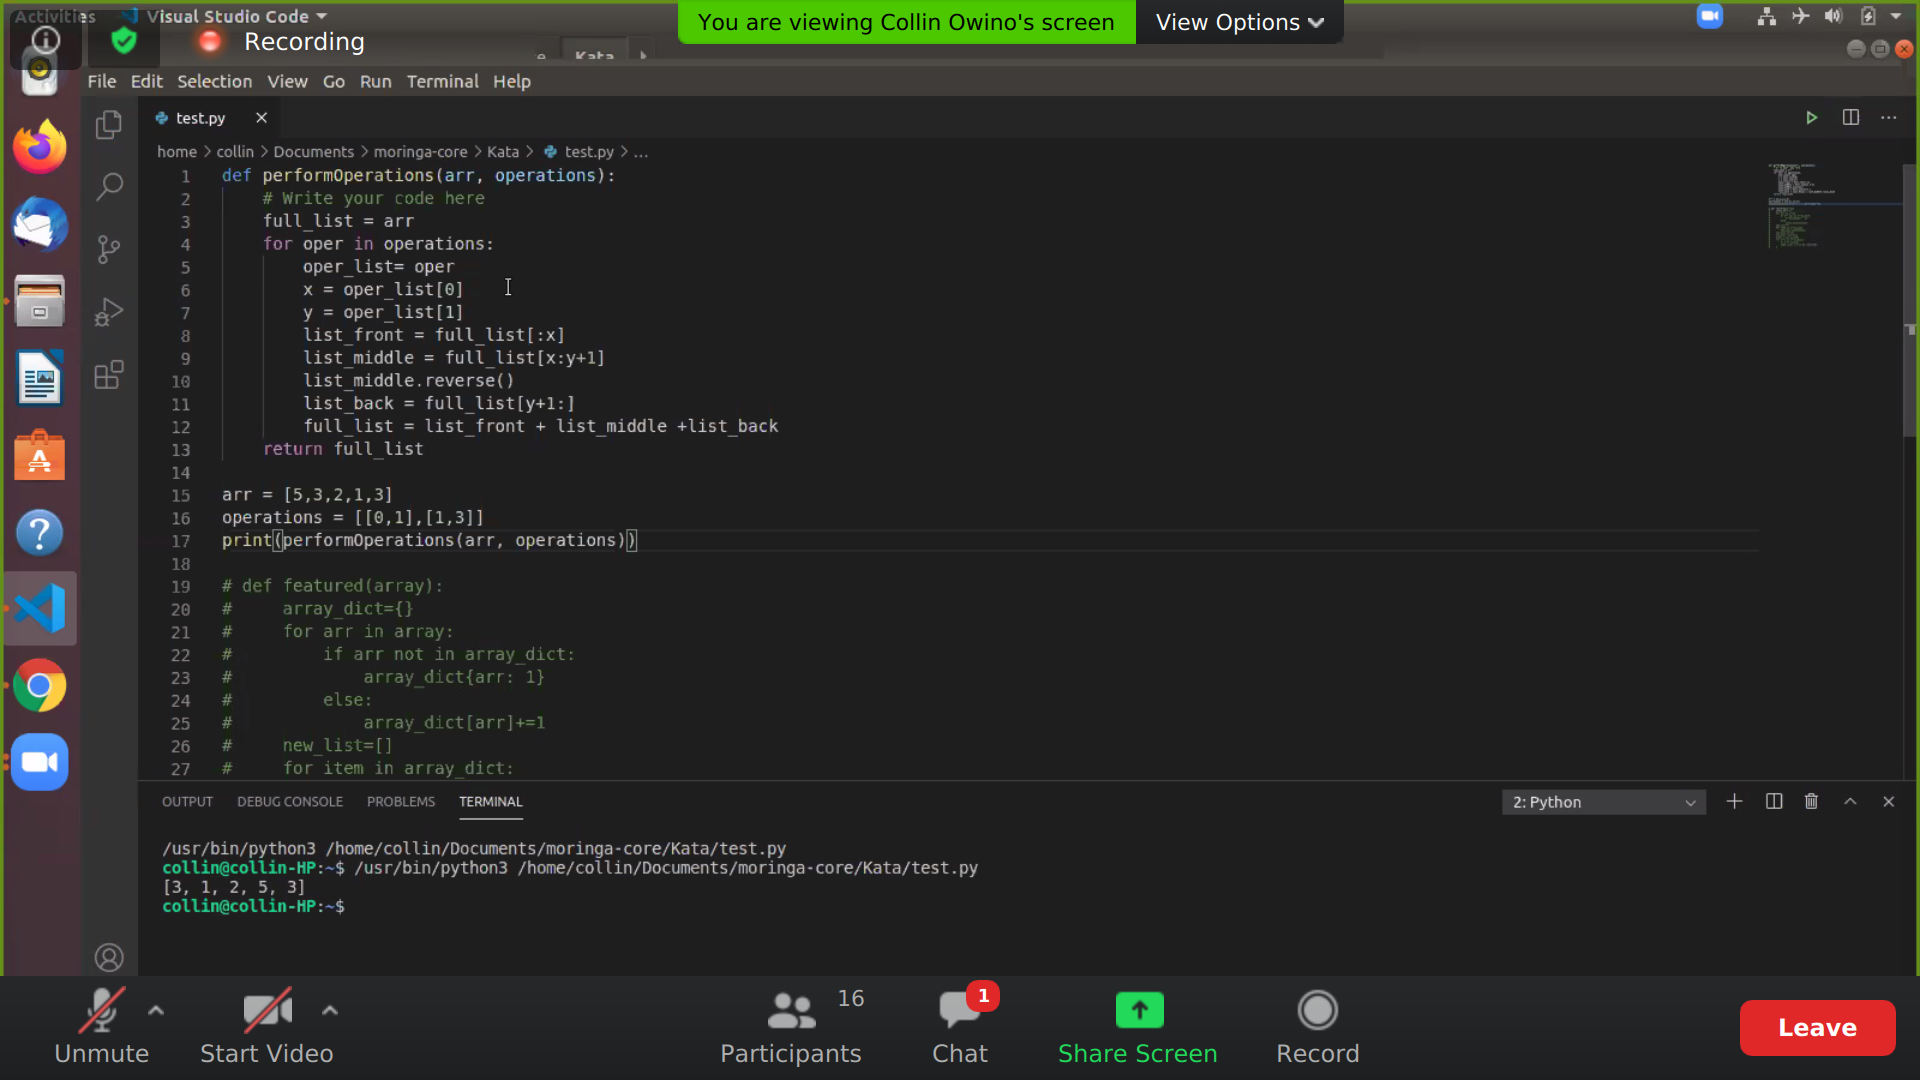 Activities
Visual Studio Code
You are viewing Collin Owino's screen
View Options
Recording
Kata
File Edit Selection View Go Run Terminal Help
test.py
home > collin > Documents > moringa-core > Kata > test.py > ...
1 def performOperations(arr, operations):
2     # Write your code here
3     full_list = arr
4     for oper in operations:
5         oper_list= oper
6         x = oper_list[0]
7         y = oper_list[1]
8         list_front = full_list[:x]
9         list_middle = full_list[x:y+1]
10         list_middle.reverse()
11         list_back = full_list[y+1:]
12         full_list = list_front + list_middle +list_back
13     return full_list
14
15 arr = [5,3,2,1,3]
16 operations = [[0,1],[1,3]]
17 print(performOperations(arr, operations))
18
19 # def featured(array):
20 #     array_dict={}
21 #     for arr in array:
22 #         if arr not in array_dict:
23 #             array_dict{arr: 1}
24 #         else:
25 #             array_dict[arr]+=1
26 #     new_list=[]
27 #     for item in array_dict:
OUTPUT DEBUG CONSOLE PROBLEMS TERMINAL
2: Python
/usr/bin/python3 /home/collin/Documents/moringa-core/Kata/test.py
collin@collin-HP:~$ /usr/bin/python3 /home/collin/Documents/moringa-core/Kata/test.py
[3, 1, 2, 5, 3]
collin@collin-HP:~$
Unmute
Start Video
Participants 16
Chat 1
Share Screen
Record
Leave